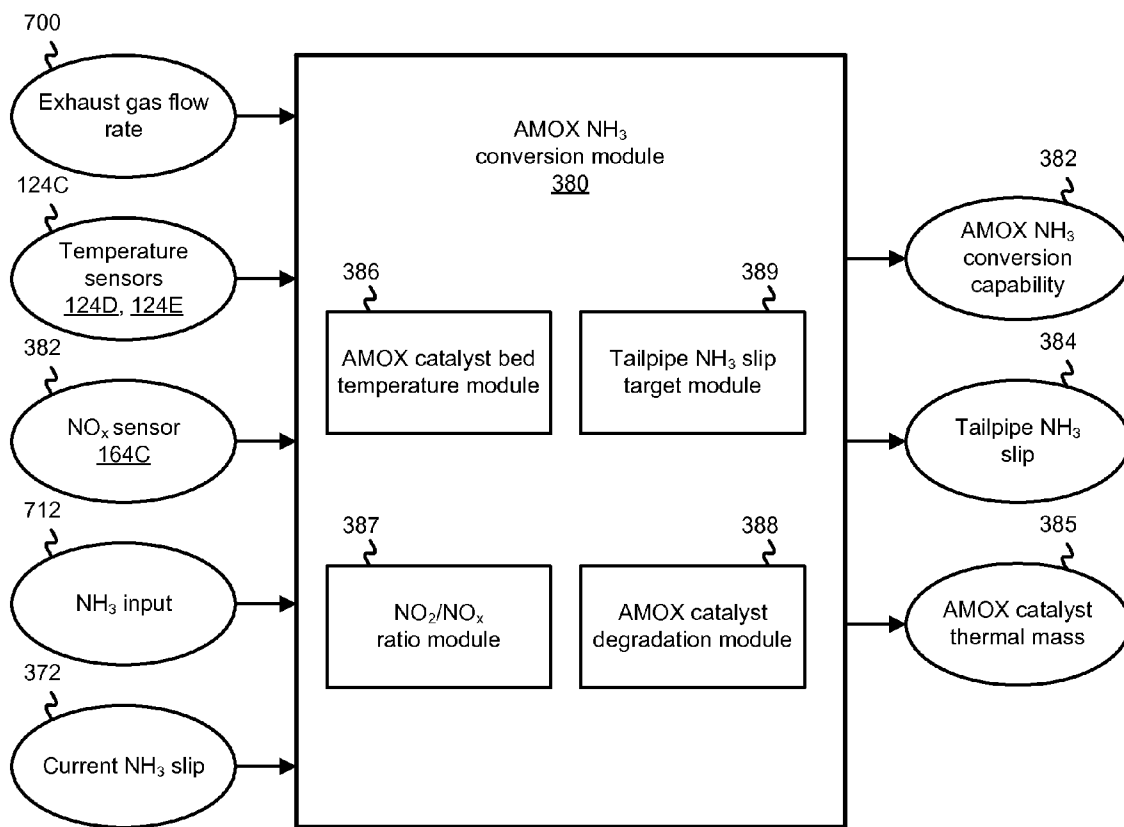 700
Exhaust gas flow
rate
124C
Temperature
sensors
124D, 124E
382
NOx sensor
164C
712
NH3 input
372
Current NH3 slip
AMOX NH3
conversion module
380
386
AMOX catalyst bed
temperature module
389
Tailpipe NH3 slip
target module
387
NO2/NOx
ratio module
388
AMOX catalyst
degradation module
382
AMOX NH3
conversion
capability
384
Tailpipe NH3
slip
385
AMOX catalyst
thermal mass